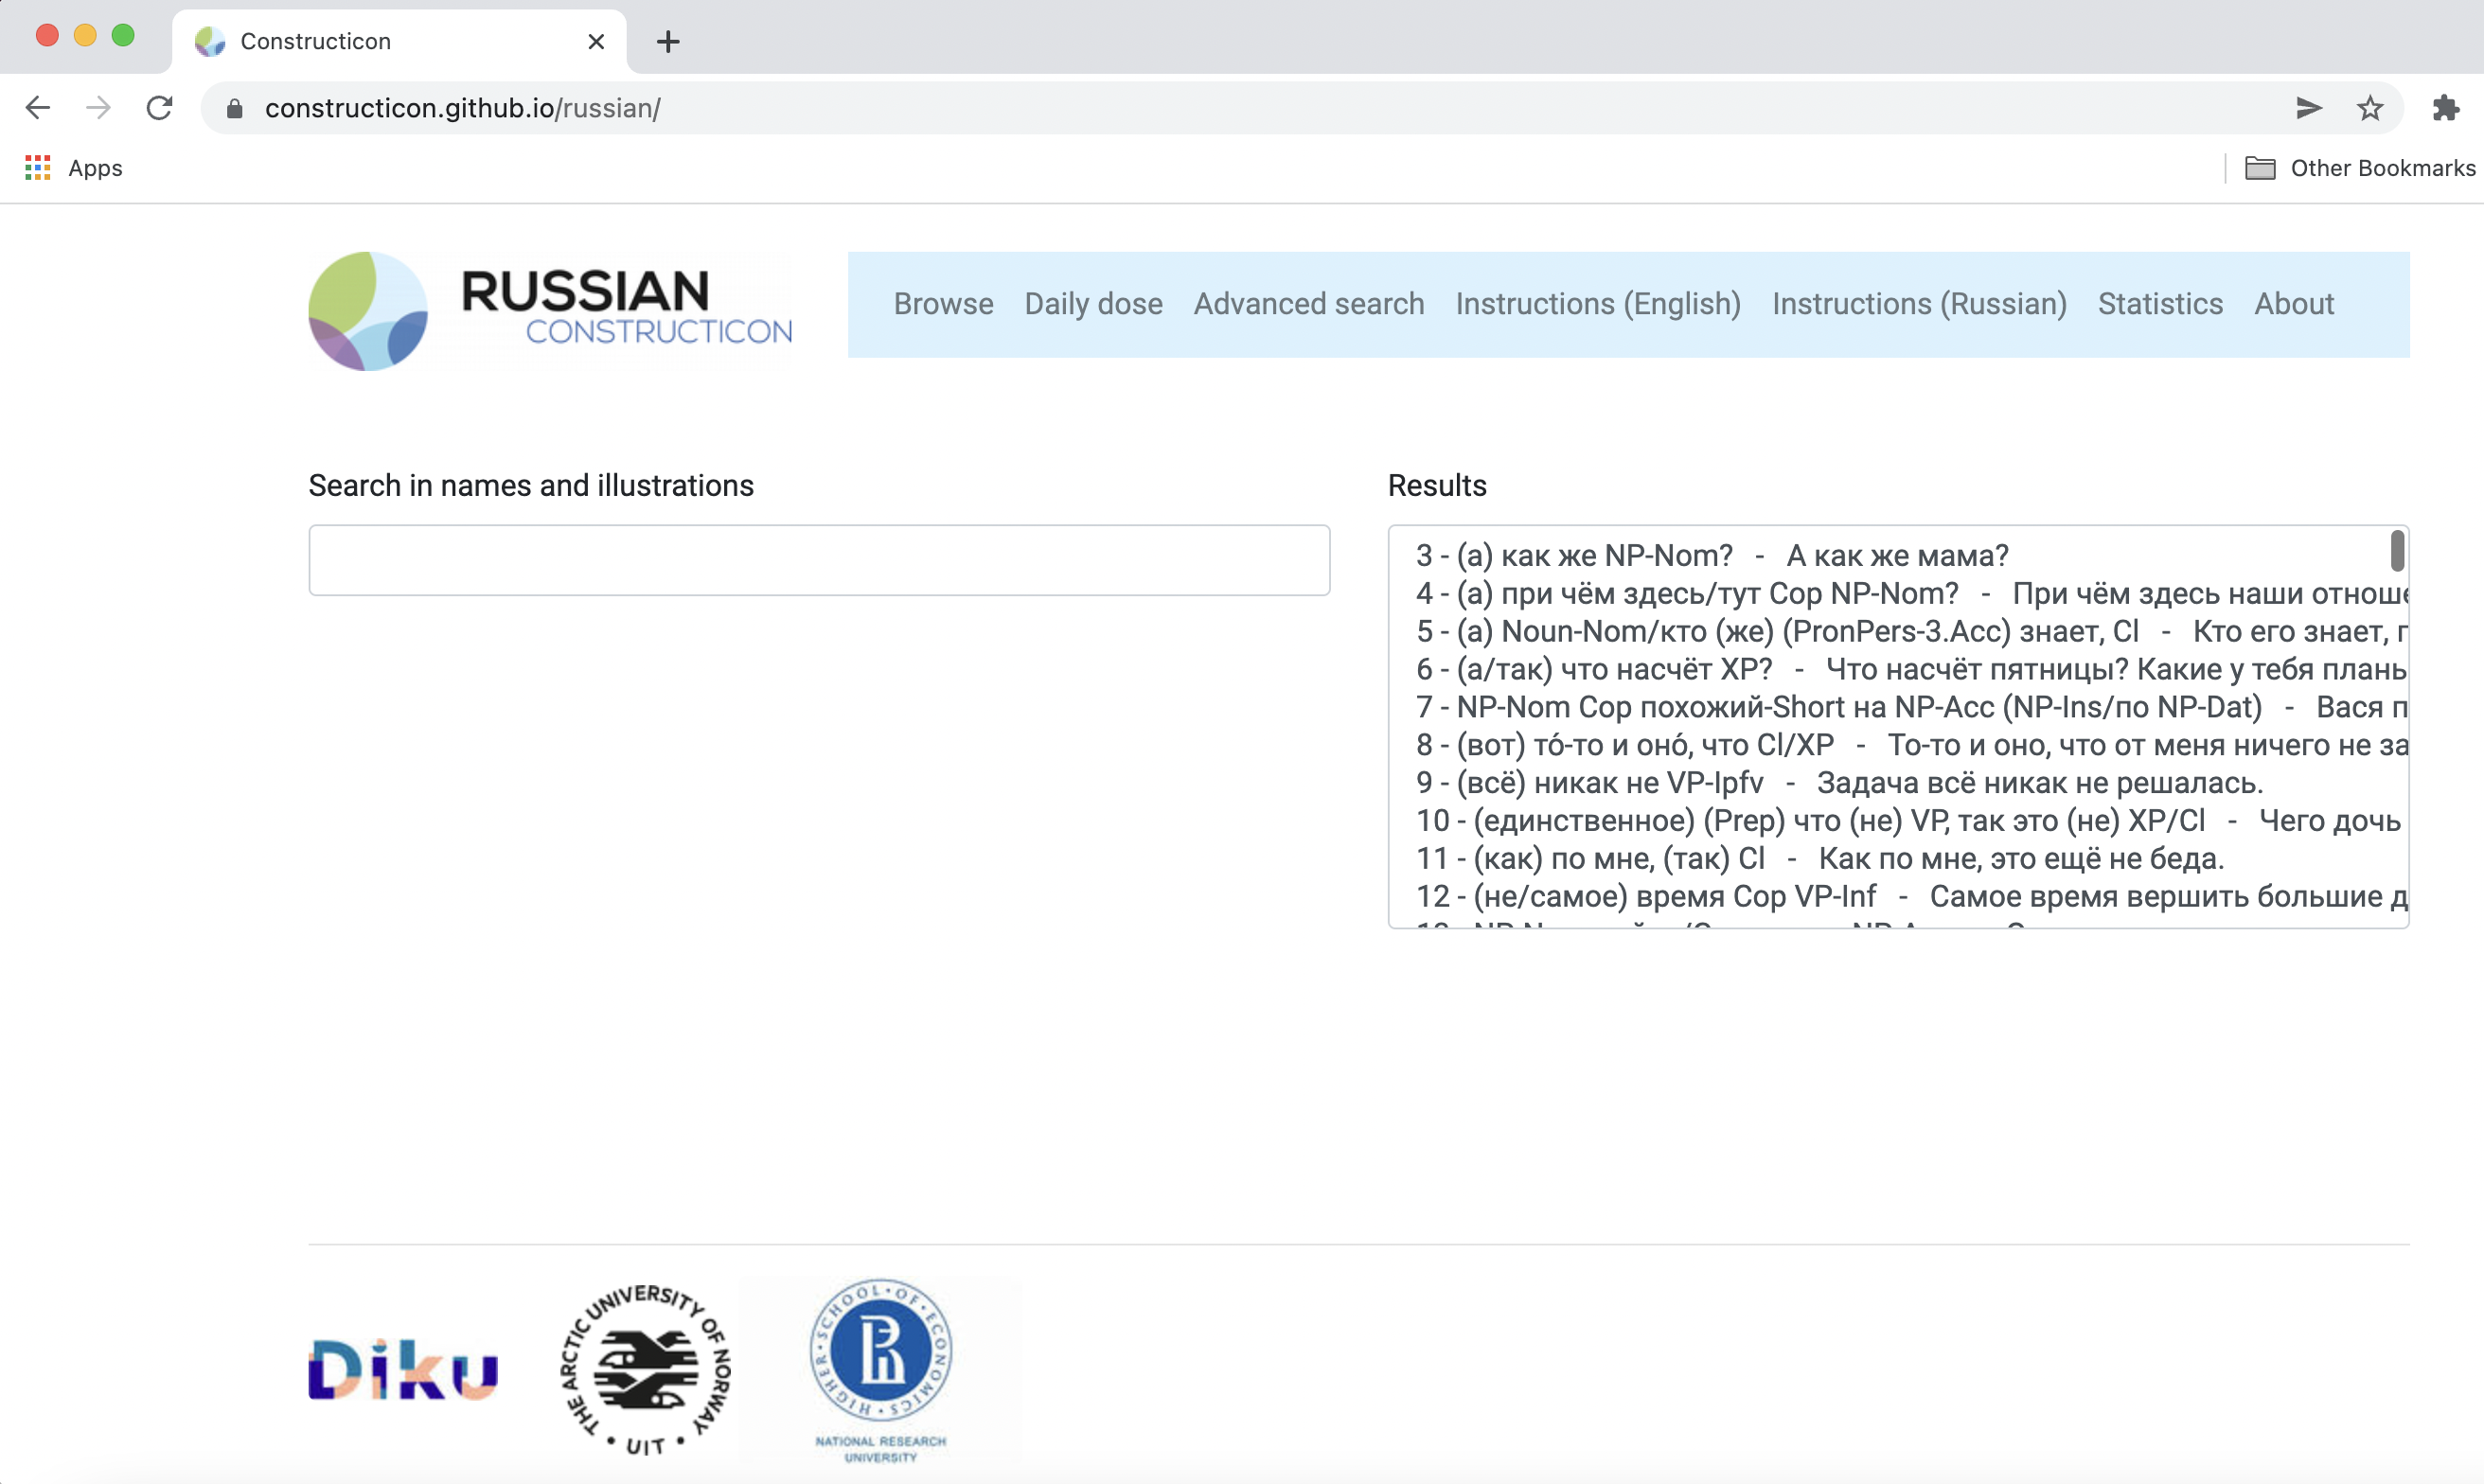 Constructicon
constructicon.github.io/russian/
Apps
Other Bookmarks
RUSSIAN
CONSTRUCTICON
Browse Daily dose Advanced search Instructions (English) Instructions (Russian) Statistics About
Search in names and illustrations
Results
3 - (а) как же NP-Nom? - А как же мама?
4 - (а) при чём здесь/тут Cop NP-Nom? - При чём здесь наши
5 - (а) Noun-Nom/кто (же) (PronPers-3.Acc) знает, Cl - Кто его знает,
6 - (а/так) что насчёт XP? - Что насчёт пятницы? Какие у тебя
7 - NP-Nom Cop похожий-Short на NP-Acc (NP-Ins/по NP-Dat) - Вася
8 - (вот) то́-то и оно́, что Cl/XP - То-то и оно, что от меня ничего не
9 - (всё) никак не VP-Ipfv - Задача всё никак не решалась.
10 - (единственное) (Prep) что (не) VP, так это (не) XP/Cl - Чего дочь
11 - (как) по мне, (так) Cl - Как по мне, это ещё не беда.
12 - (не/самое) время Cop VP-Inf - Самое время вершить большие
Diku
THE ARCTIC UNIVERSITY OF NORWAY
• UIT •
HIGHER • SCHOOL • OF • ECONOMICS
NATIONAL RESEARCH
UNIVERSITY